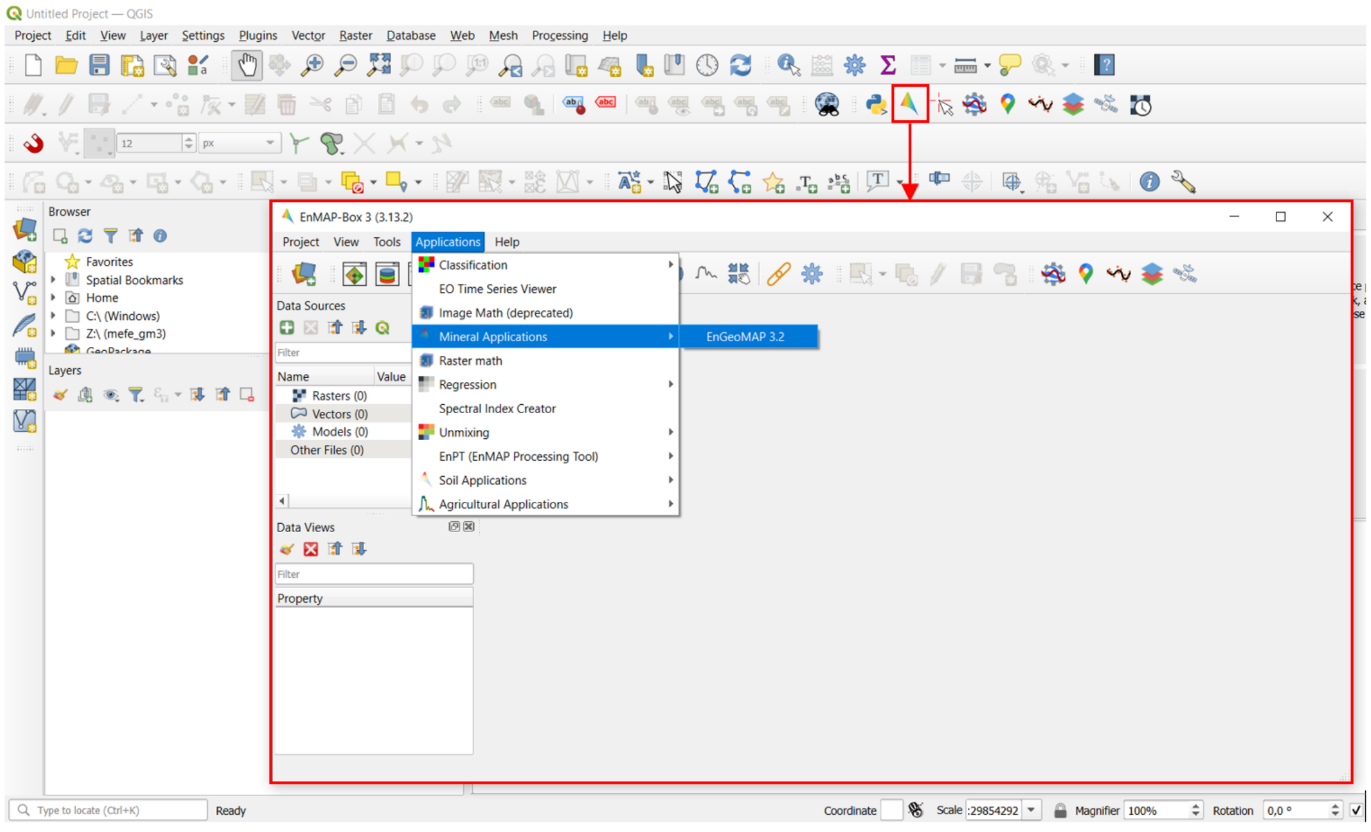 Untitled Project — QGIS
Project Edit View Layer Settings Plugins Vector Raster Database Web Mesh Processing Help
12 px
Browser
Favorites
Spatial Bookmarks
Home
C:\ (Windows)
Z:\ (mefe_gm3)
GeoPackage
Layers
EnMAP-Box 3 (3.13.2)
Project View Tools Applications Help
Classification
EO Time Series Viewer
Image Math (deprecated)
Mineral Applications
EnGeoMAP 3.2
Raster math
Regression
Spectral Index Creator
Unmixing
EnPT (EnMAP Processing Tool)
Soil Applications
Agricultural Applications
Data Sources
Filter
Name Value
Rasters (0)
Vectors (0)
Models (0)
Other Files (0)
Data Views
Filter
Property
Type to locate (Ctrl+K) Ready Coordinate Scale :29854292 Magnifier 100% Rotation 0,0 °